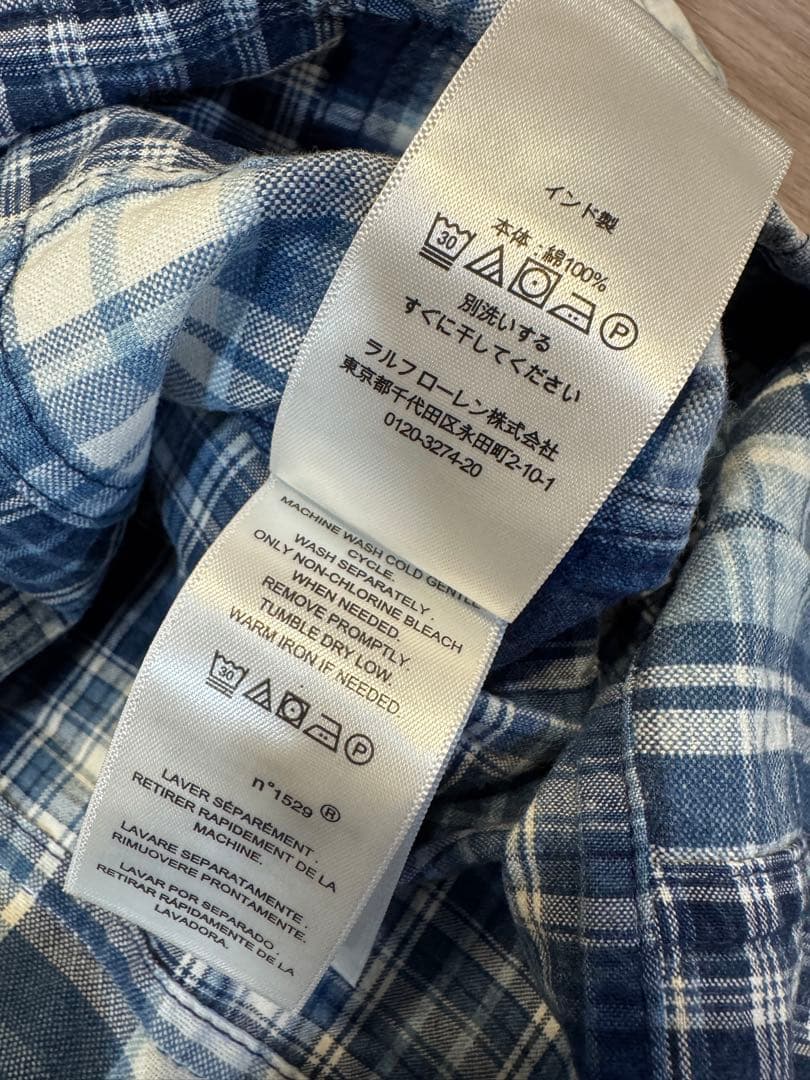 インド製
本体：綿100%
30 P
別洗いする
すぐに干してください
ラルフ ローレン株式会社
東京都千代田区永田町2-10-1
0120-3274-20
MACHINE WASH COLD GENTLE
CYCLE.
WASH SEPARATELY.
ONLY NON-CHLORINE BLEACH
WHEN NEEDED.
REMOVE PROMPTLY.
TUMBLE DRY LOW.
WARM IRON IF NEEDED.
30 P
n°1529 ®
LAVER SÉPARÉMENT.
RETIRER RAPIDEMENT DE LA
MACHINE.
LAVARE SEPARATAMENTE.
RIMUOVERE PRONTAMENTE.
LAVAR POR SEPARADO.
RETIRAR RÁPIDAMENTE DE LA
LAVADORA.